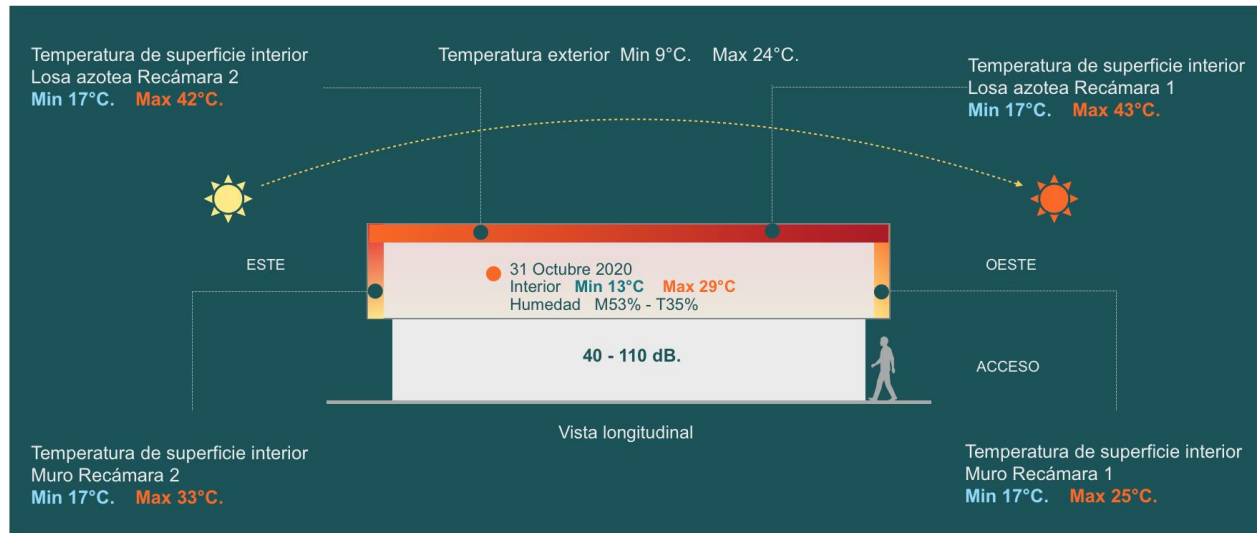 Temperatura de superficie interior
Losa azotea Recámara 2
Min 17°C. Max 42°C.
Temperatura exterior Min 9°C. Max 24°C.
Temperatura de superficie interior
Losa azotea Recámara 1
Min 17°C. Max 43°C.
ESTE
OESTE
31 Octubre 2020
Interior Min 13°C Max 29°C
Humedad M53% - T35%
40 - 110 dB.
ACCESO
Vista longitudinal
Temperatura de superficie interior
Muro Recámara 2
Min 17°C. Max 33°C.
Temperatura de superficie interior
Muro Recámara 1
Min 17°C. Max 25°C.